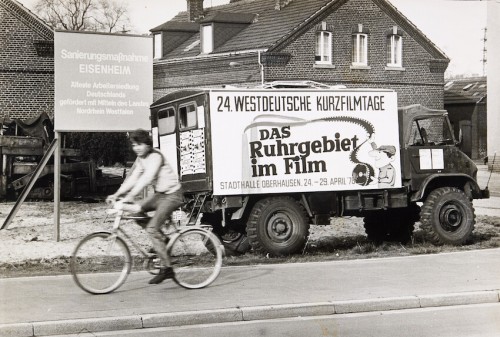 Sanierungsmaßnahme
EISENHEIM
Älteste Arbeitersiedlung
Deutschlands
gefördert mit Mitteln des Landes
Nordrhein Westfalen
24. WESTDEUTSCHE KURZFILMTAGE
DAS
Ruhrgebiet
im Film
STADTHALLE OBERHAUSEN, 24. - 29. APRIL 78